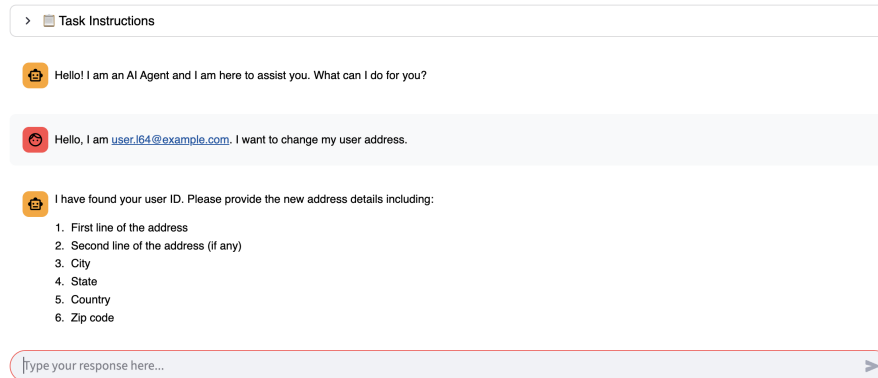 Task Instructions
Hello! I am an AI Agent and I am here to assist you. What can I do for you?
Hello, I am user.l64@example.com. I want to change my user address.
I have found your user ID. Please provide the new address details including:
1. First line of the address
2. Second line of the address (if any)
3. City
4. State
5. Country
6. Zip code
Type your response here...